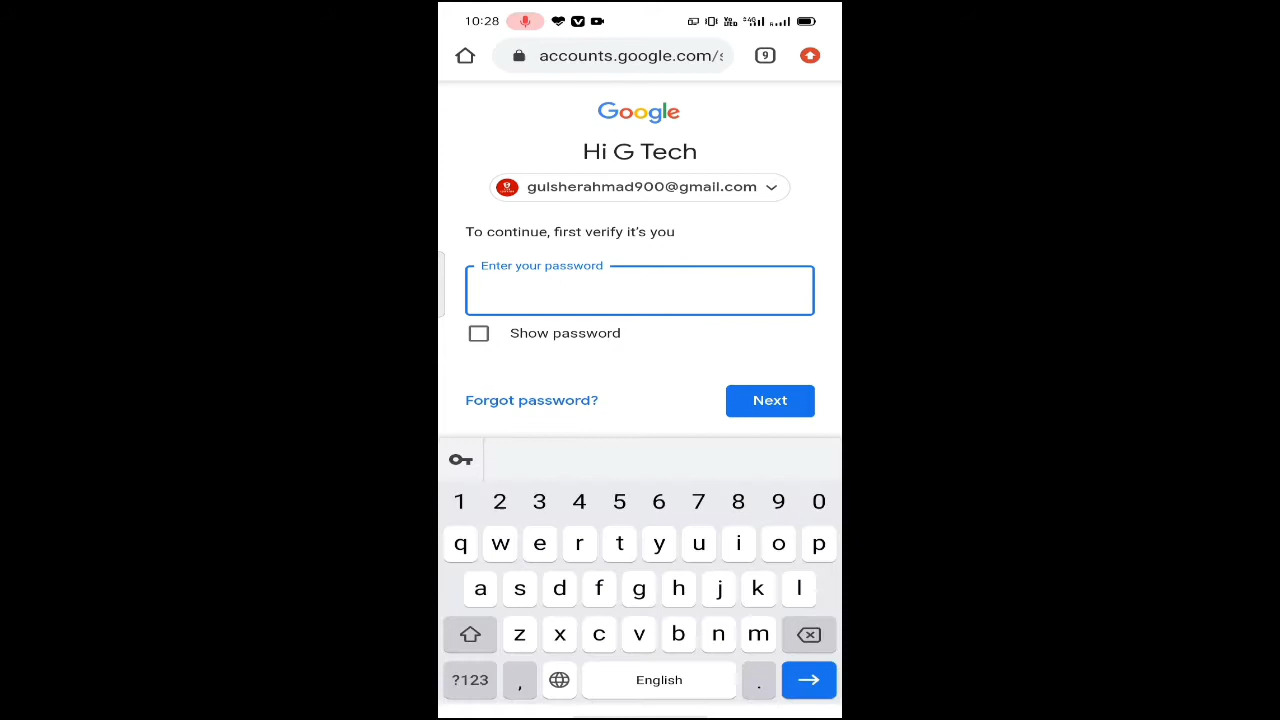 10:28
accounts.google.com/s
9
Google
Hi G Tech
gulsherahmad900@gmail.com
To continue, first verify it's you
Enter your password
Show password
Forgot password?
Next
1 2 3 4 5 6 7 8 9 0
q w e r t y u i o p
a s d f g h j k l
z x c v b n m
?123 , English .